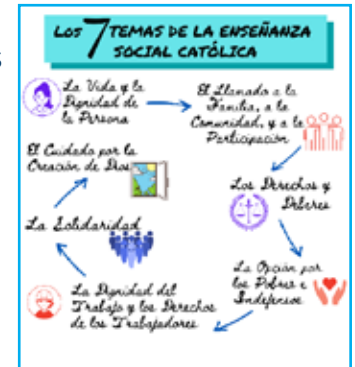 Los 7 TEMAS DE LA ENSEÑANZA
SOCIAL CATÓLICA
La Vida y la
Dignidad de
la Persona
El Llamado a la
Familia, a la
Comunidad, y a la
Participación
Los Derechos y
Deberes
La Opción por
los Pobres e
Indefensos
La Dignidad del
Trabajo y los Derechos
de los Trabajadores
La Solidaridad
El Cuidado por la
Creación de Dios